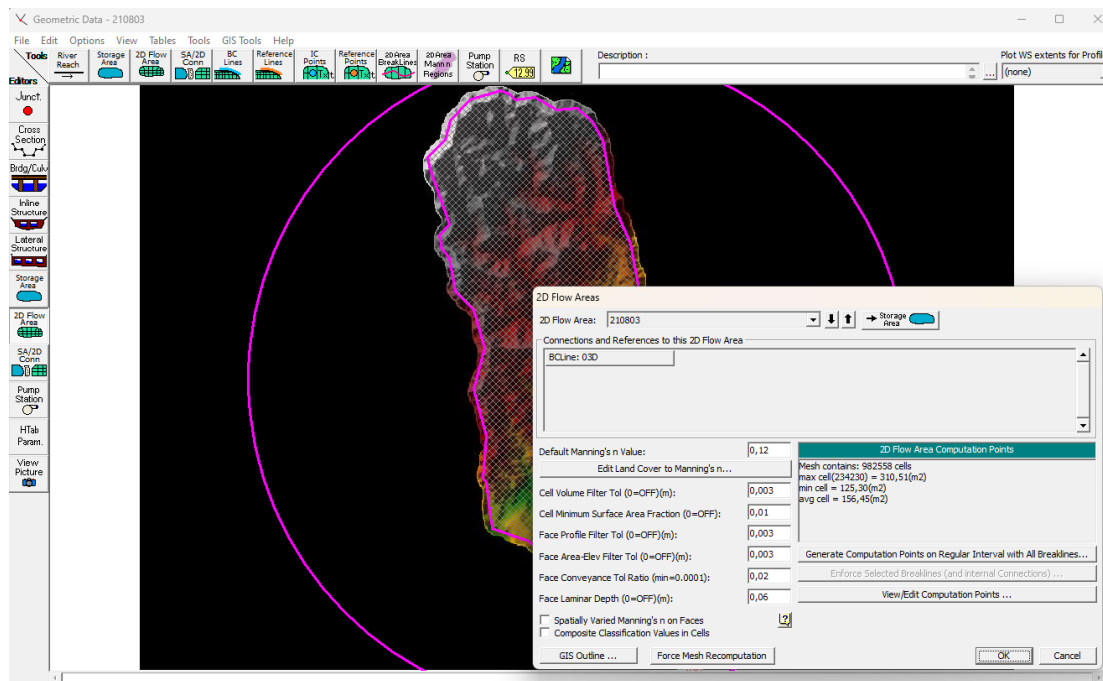 Geometric Data - 210803
File Edit Options View Tables Tools GIS Tools Help
Tools
Editors
River Reach
Storage Area
2D Flow Area
SA/2D Conn
BC Lines
Reference Lines
IC Points
Reference Points
2D Area BreakLines
2D Area Mann n Regions
Pump Station
RS
12.99
Description :
...
Plot WS extents for Profil
(none)
Junct.
Cross Section
Brdg/Culv
Inline Structure
Lateral Structure
Storage Area
2D Flow Area
SA/2D Conn
Pump Station
HTab Param.
View Picture
2D Flow Areas
2D Flow Area: 210803
Storage Area
Connections and References to this 2D Flow Area
BCLine: 03D
Default Manning's n Value: 0,12
Edit Land Cover to Manning's n...
Cell Volume Filter Tol (0=OFF)(m): 0,003
Cell Minimum Surface Area Fraction (0=OFF): 0,01
Face Profile Filter Tol (0=OFF)(m): 0,003
Face Area-Elev Filter Tol (0=OFF)(m): 0,003
Face Conveyance Tol Ratio (min=0.0001): 0,02
Face Laminar Depth (0=OFF)(m): 0,06
Spatially Varied Manning's n on Faces
Composite Classification Values in Cells
2D Flow Area Computation Points
Mesh contains: 982558 cells
max cell(234230) = 310,51(m2)
min cell = 125,30(m2)
avg cell = 156,45(m2)
Generate Computation Points on Regular Interval with All Breaklines...
Enforce Selected Breaklines (and internal Connections) ...
View/Edit Computation Points ...
GIS Outline ...
Force Mesh Recomputation
OK
Cancel